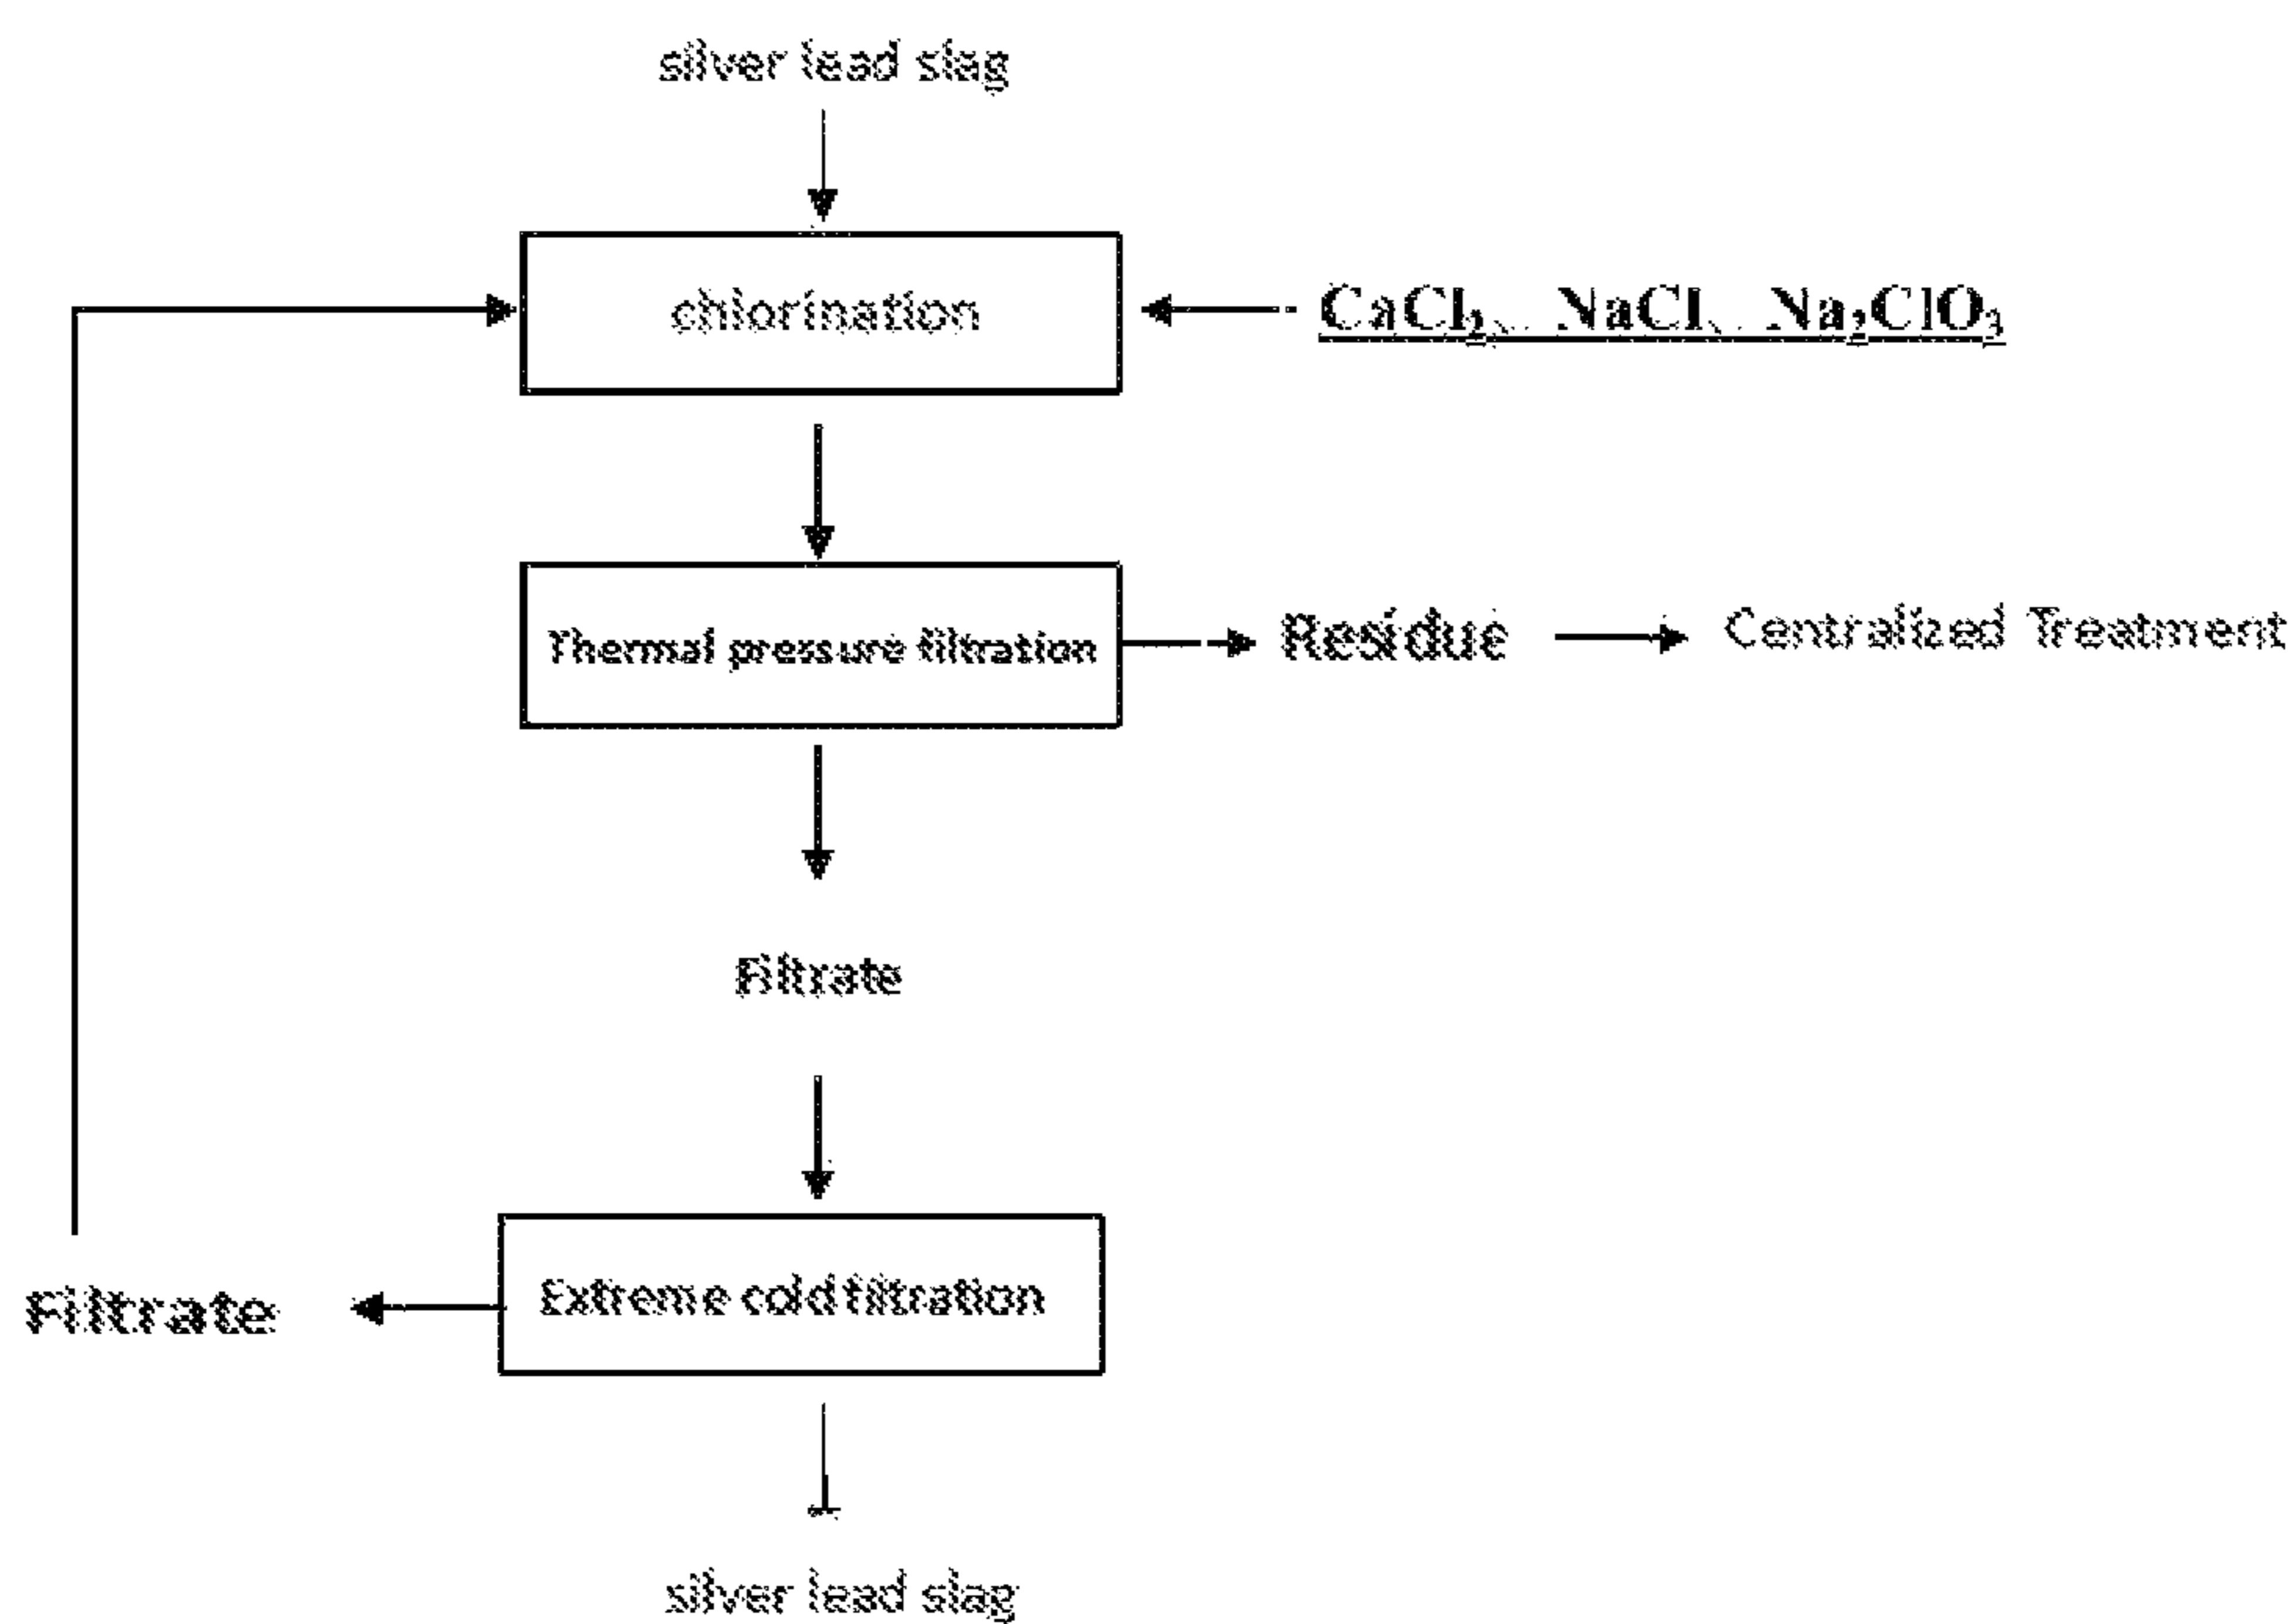 silver lead slag
chlorination
CaCl₂、NaCl、Na₂ClO₃
Thermal pressure filtration
Residue
Centralized Treatment
Filtrate
Extreme cold filtration
Filtrate
silver lead slag